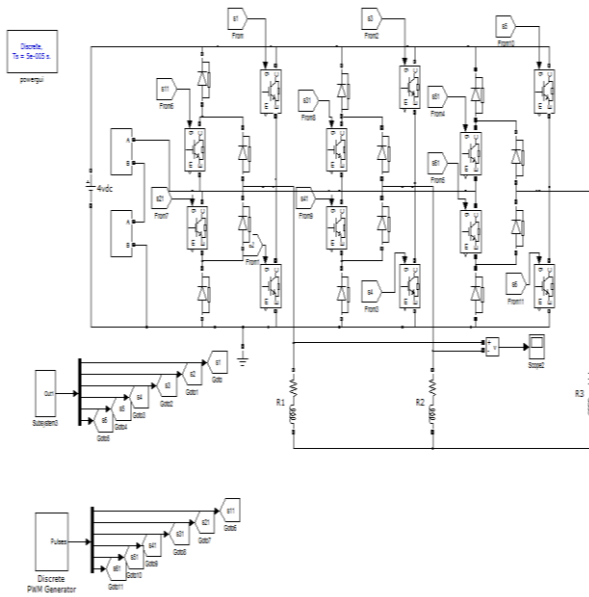 Discrete,
Ts = 5e-005 s.
powergui
s1
From
s3
From2
s5
From10
s11
From6
s31
From8
s51
From4
s61
From5
A
B
A
B
4vdc
s21
From7
s41
From9
s2
From1
s4
From3
s6
From11
g
C
E
+
-
v
Scope2
R1
R2
R3
Out1
Subsystem3
s1
Goto
s2
Goto1
s3
Goto2
s4
Goto3
s5
Goto4
s6
Goto5
Pulses
Discrete
PWM Generator
s11
Goto6
s21
Goto7
s31
Goto8
s41
Goto9
s51
Goto10
s61
Goto11